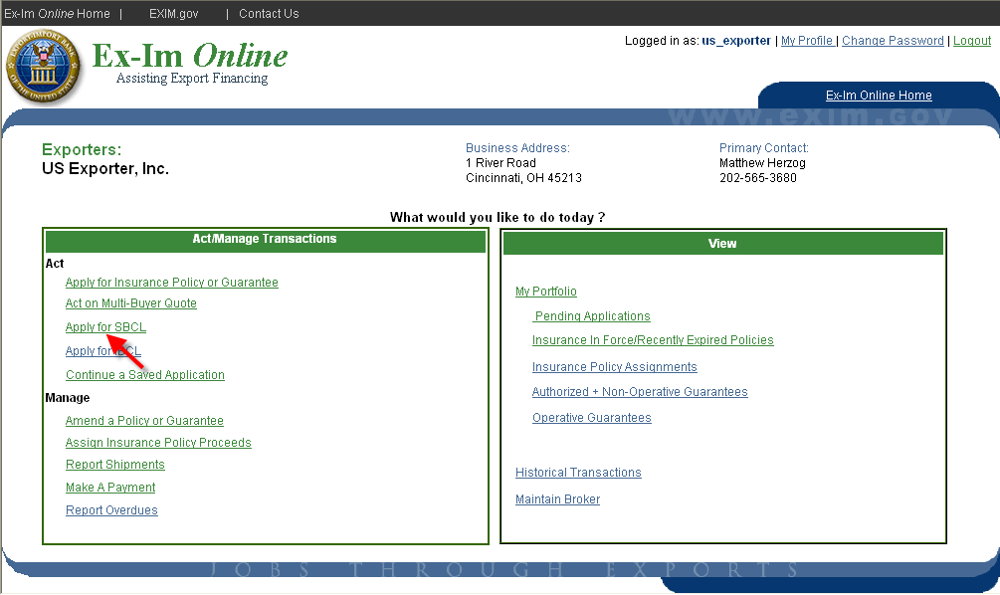 Ex-Im Online Home | EXIM.gov | Contact Us
Logged in as: us_exporter | My Profile | Change Password | Logout
Ex-Im Online
Assisting Export Financing
Ex-Im Online Home
www.exim.gov
Exporters:
US Exporter, Inc.
Business Address:
1 River Road
Cincinnati, OH 45213
Primary Contact:
Matthew Herzog
202-565-3680
What would you like to do today ?
Act/Manage Transactions
Act
Apply for Insurance Policy or Guarantee
Act on Multi-Buyer Quote
Apply for SBCL
Apply for BCL
Continue a Saved Application
Manage
Amend a Policy or Guarantee
Assign Insurance Policy Proceeds
Report Shipments
Make A Payment
Report Overdues
View
My Portfolio
Pending Applications
Insurance In Force/Recently Expired Policies
Insurance Policy Assignments
Authorized + Non-Operative Guarantees
Operative Guarantees
Historical Transactions
Maintain Broker
JOBS THROUGH EXPORTS